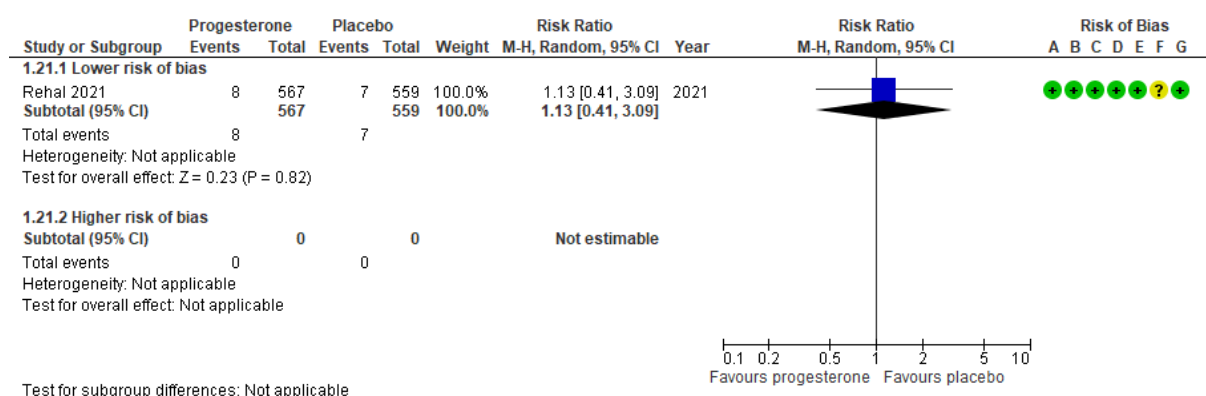 Progesterone Placebo Risk Ratio Risk Ratio Risk of Bias
Study or Subgroup Events Total Events Total Weight M-H, Random, 95% CI Year M-H, Random, 95% CI A B C D E F G
1.21.1 Lower risk of bias
Rehal 2021 8 567 7 559 100.0% 1.13 [0.41, 3.09] 2021 + + + + + ? +
Subtotal (95% CI) 567 559 100.0% 1.13 [0.41, 3.09]
Total events 8 7
Heterogeneity: Not applicable
Test for overall effect: Z = 0.23 (P = 0.82)
1.21.2 Higher risk of bias
Subtotal (95% CI) 0 0 Not estimable
Total events 0 0
Heterogeneity: Not applicable
Test for overall effect: Not applicable
0.1 0.2 0.5 1 2 5 10
Favours progesterone Favours placebo
Test for subgroup differences: Not applicable